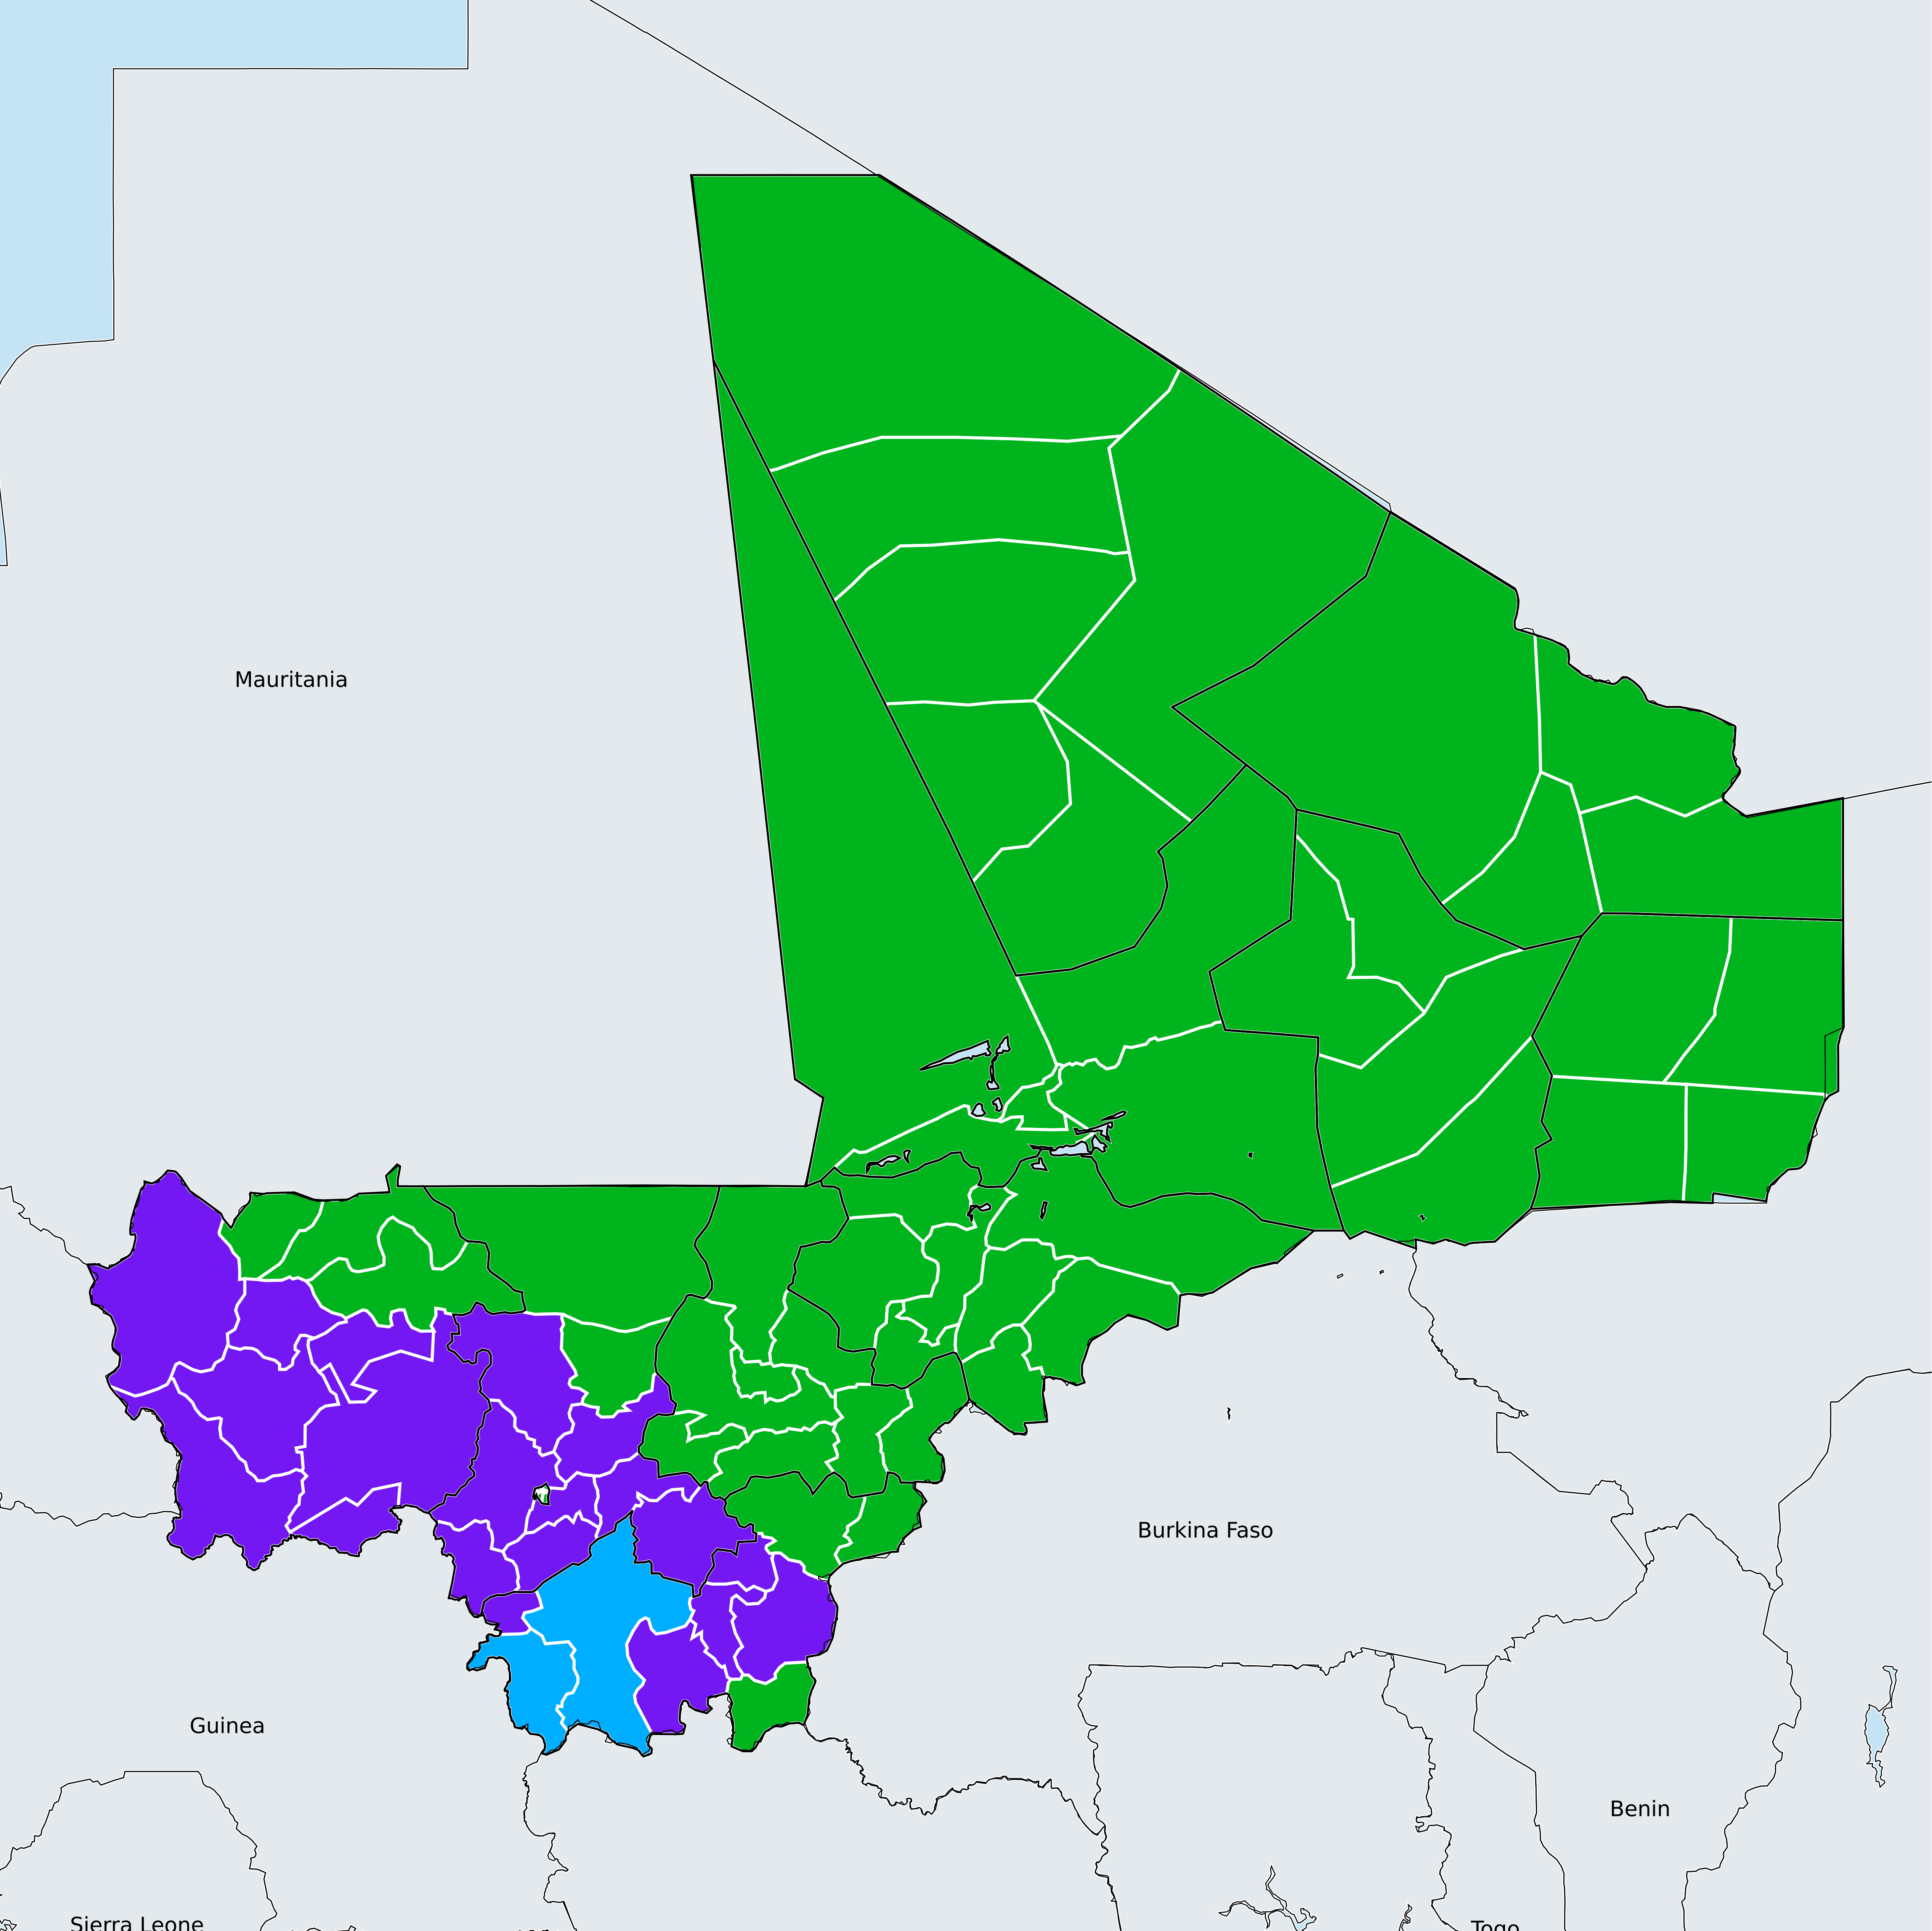 Mauritania
Burkina Faso
Guinea
Benin
Sierra Leone
Togo